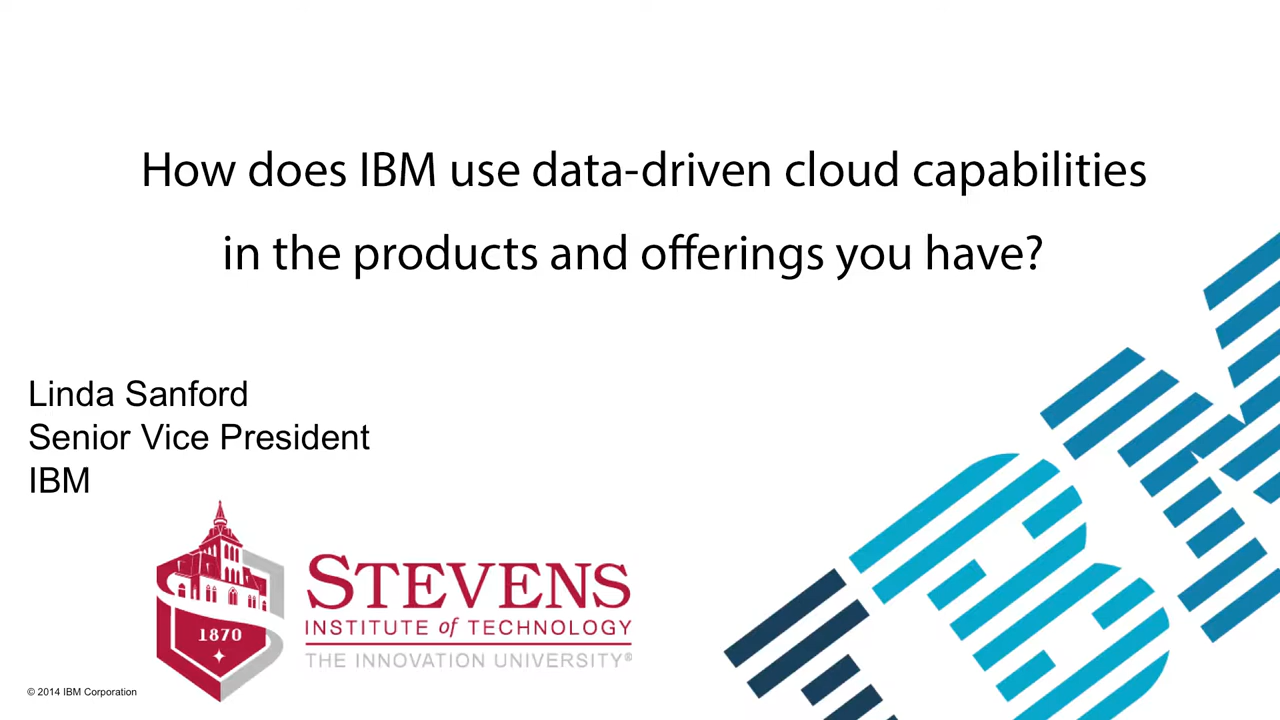 How does IBM use data-driven cloud capabilities
in the products and offerings you have?
Linda Sanford
Senior Vice President
IBM
1870
STEVENS
INSTITUTE of TECHNOLOGY
THE INNOVATION UNIVERSITY®
© 2014 IBM Corporation
IBM